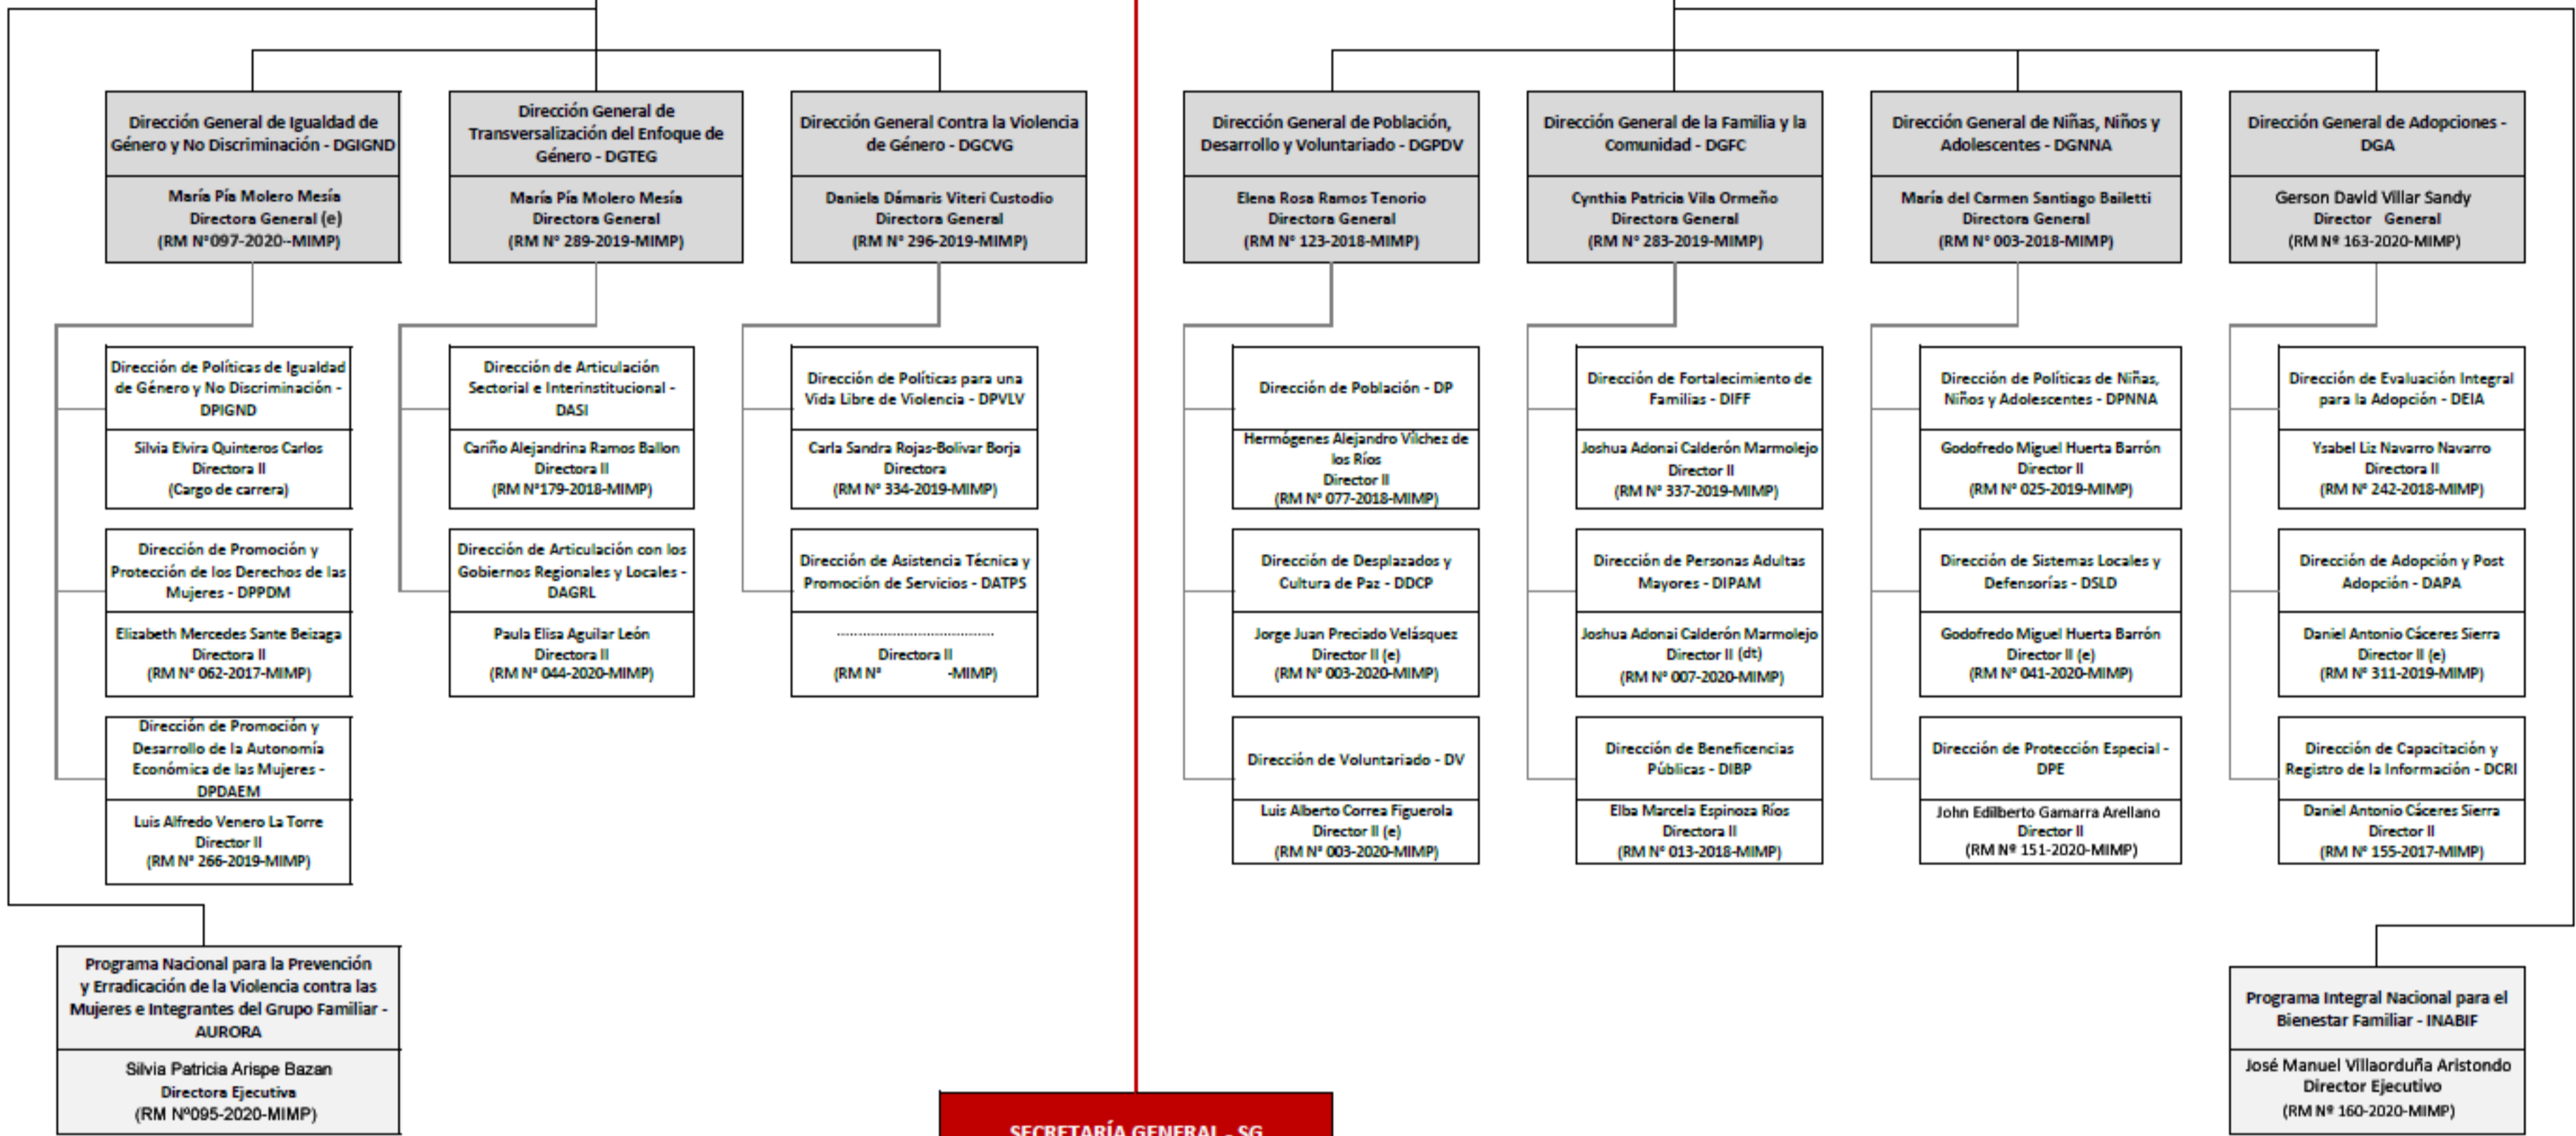 Dirección General de Igualdad de
Género y No Discriminación - DGIGND
María Pía Molero Mesía
Directora General (e)
(RM N°097-2020--MIMP)
Dirección General de
Transversalización del Enfoque de
Género - DGTEG
María Pía Molero Mesía
Directora General
(RM N° 289-2019-MIMP)
Dirección General Contra la Violencia
de Género - DGCVG
Daniela Dámaris Viteri Custodio
Directora General
(RM N° 296-2019-MIMP)
Dirección General de Población,
Desarrollo y Voluntariado - DGPDV
Elena Rosa Ramos Tenorio
Directora General
(RM N° 123-2018-MIMP)
Dirección General de la Familia y la
Comunidad - DGFC
Cynthia Patricia Vila Ormeño
Directora General
(RM N° 283-2019-MIMP)
Dirección General de Niñas, Niños y
Adolescentes - DGNNA
María del Carmen Santiago Bailetti
Directora General
(RM N° 003-2018-MIMP)
Dirección General de Adopciones -
DGA
Gerson David Villar Sandy
Director General
(RM Nº 163-2020-MIMP)
Dirección de Políticas de Igualdad
de Género y No Discriminación -
DPIGND
Silvia Elvira Quinteros Carlos
Directora II
(Cargo de carrera)
Dirección de Promoción y
Protección de los Derechos de las
Mujeres - DPPDM
Elizabeth Mercedes Sante Beizaga
Directora II
(RM N° 062-2017-MIMP)
Dirección de Promoción y
Desarrollo de la Autonomía
Económica de las Mujeres -
DPDAEM
Luis Alfredo Venero La Torre
Director II
(RM N° 266-2019-MIMP)
Dirección de Articulación
Sectorial e Interinstitucional -
DASI
Cariño Alejandrina Ramos Ballon
Directora II
(RM N°179-2018-MIMP)
Dirección de Articulación con los
Gobiernos Regionales y Locales -
DAGRL
Paula Elisa Aguilar León
Directora II
(RM N° 044-2020-MIMP)
Dirección de Políticas para una
Vida Libre de Violencia - DPVLV
Carla Sandra Rojas-Bolivar Borja
Directora
(RM N° 334-2019-MIMP)
Dirección de Asistencia Técnica y
Promoción de Servicios - DATPS
........................................
Directora II
(RM N° -MIMP)
Dirección de Población - DP
Hermógenes Alejandro Vílchez de
los Ríos
Director II
(RM N° 077-2018-MIMP)
Dirección de Desplazados y
Cultura de Paz - DDCP
Jorge Juan Preciado Velásquez
Director II (e)
(RM N° 003-2020-MIMP)
Dirección de Voluntariado - DV
Luis Alberto Correa Figuerola
Director II (e)
(RM N° 003-2020-MIMP)
Dirección de Fortalecimiento de
Familias - DIFF
Joshua Adonai Calderón Marmolejo
Director II
(RM N° 337-2019-MIMP)
Dirección de Personas Adultas
Mayores - DIPAM
Joshua Adonai Calderón Marmolejo
Director II (dt)
(RM N° 007-2020-MIMP)
Dirección de Beneficencias
Públicas - DIBP
Elba Marcela Espinoza Ríos
Directora II
(RM N° 013-2018-MIMP)
Dirección de Políticas de Niñas,
Niños y Adolescentes - DPNNA
Godofredo Miguel Huerta Barrón
Director II
(RM N° 025-2019-MIMP)
Dirección de Sistemas Locales y
Defensorías - DSLD
Godofredo Miguel Huerta Barrón
Director II (e)
(RM N° 041-2020-MIMP)
Dirección de Protección Especial -
DPE
John Edilberto Gamarra Arellano
Director II
(RM Nº 151-2020-MIMP)
Dirección de Evaluación Integral
para la Adopción - DEIA
Ysabel Liz Navarro Navarro
Directora II
(RM N° 242-2018-MIMP)
Dirección de Adopción y Post
Adopción - DAPA
Daniel Antonio Cáceres Sierra
Director II (e)
(RM N° 311-2019-MIMP)
Dirección de Capacitación y
Registro de la Información - DCRI
Daniel Antonio Cáceres Sierra
Director II
(RM N° 155-2017-MIMP)
Programa Nacional para la Prevención
y Erradicación de la Violencia contra las
Mujeres e Integrantes del Grupo Familiar -
AURORA
Silvia Patricia Arispe Bazan
Directora Ejecutiva
(RM Nº095-2020-MIMP)
Programa Integral Nacional para el
Bienestar Familiar - INABIF
José Manuel Villaorduña Aristondo
Director Ejecutivo
(RM Nº 160-2020-MIMP)
SECRETARÍA GENERAL - SG